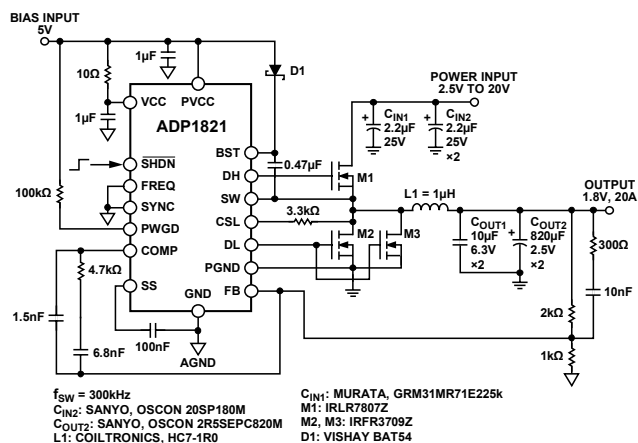 BIAS INPUT
5V
1µF
10Ω
1µF
D1
POWER INPUT
2.5V TO 20V
VCC
PVCC
ADP1821
CIN1
2.2µF
25V
CIN2
2.2µF
25V
×2
BST
0.47µF
SHDN
DH
M1
FREQ
SW
L1 = 1µH
OUTPUT
1.8V, 20A
100kΩ
SYNC
CSL
3.3kΩ
PWGD
DL
M2
M3
COUT1
10µF
6.3V
×2
COUT2
820µF
2.5V
×2
300Ω
COMP
PGND
4.7kΩ
SS
GND
FB
10nF
1.5nF
100nF
2kΩ
6.8nF
AGND
1kΩ
fSW = 300kHz
CIN2: SANYO, OSCON 20SP180M
COUT2: SANYO, OSCON 2R5SEPC820M
L1: COILTRONICS, HC7-1R0
CIN1: MURATA, GRM31MR71E225k
M1: IRLR7807Z
M2, M3: IRFR3709Z
D1: VISHAY BAT54